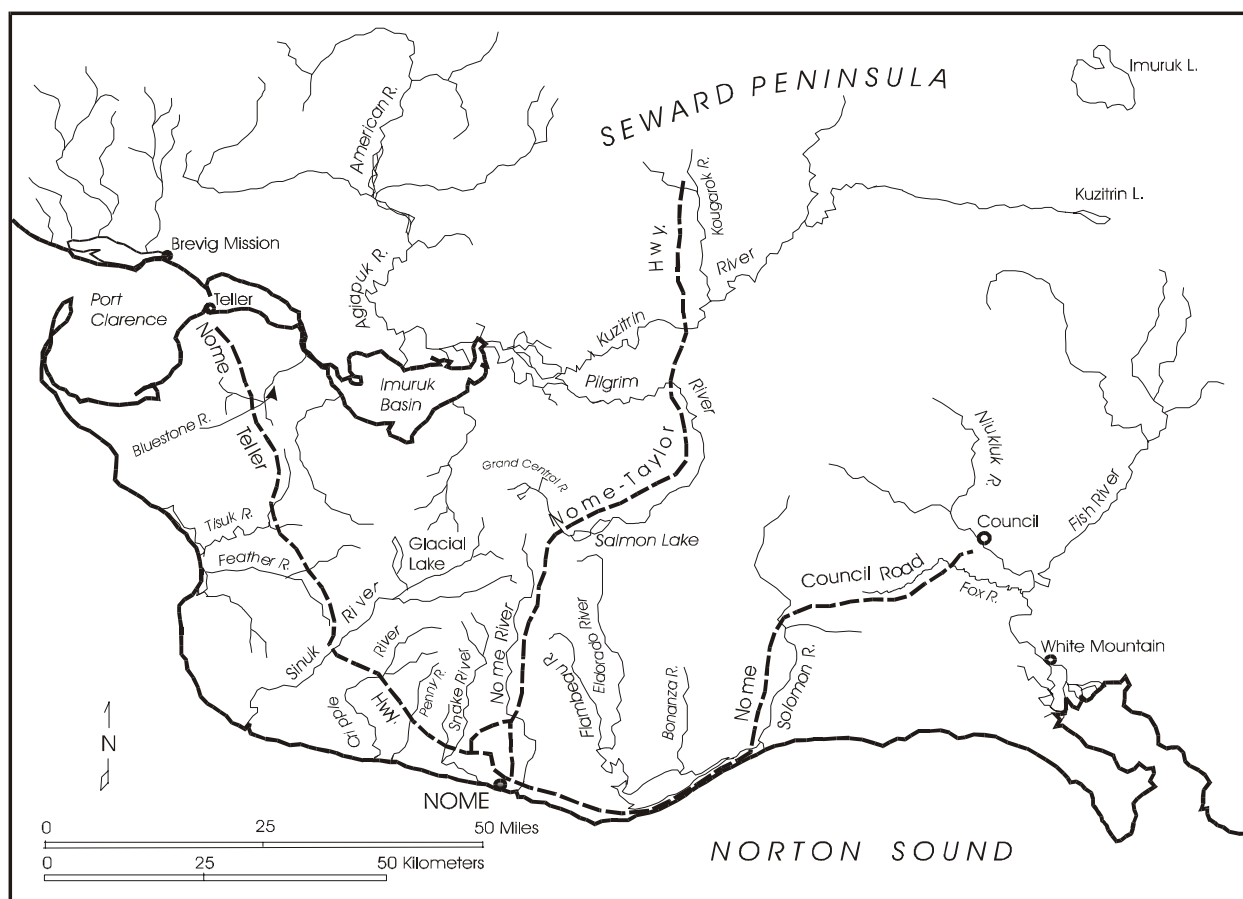 SEWARD PENINSULA
Imuruk L.
American R.
Kuzitrin L.
Kougarok R.
Hwy.
River
Brevig Mission
Agiapuk R.
Port
Clarence
Teller
Nome
Kuzitrin
Imuruk
Basin
Pilgrim
River
Bluestone R.
Teller
Niukluk R.
Grand Central R.
Nome-Taylor
Fish River
Tisuk R.
Salmon Lake
Council
Feather R.
Glacial
Lake
Council Road
Fox R.
River
Sinuk
River
Nome River
Eldorado River
Flambeau R.
White Mountain
Penny R.
Snake River
Bonanza R.
Nome
Solomon R.
Cripple
Hwy.
N
NOME
0 25 50 Miles
0 25 50 Kilometers
NORTON SOUND